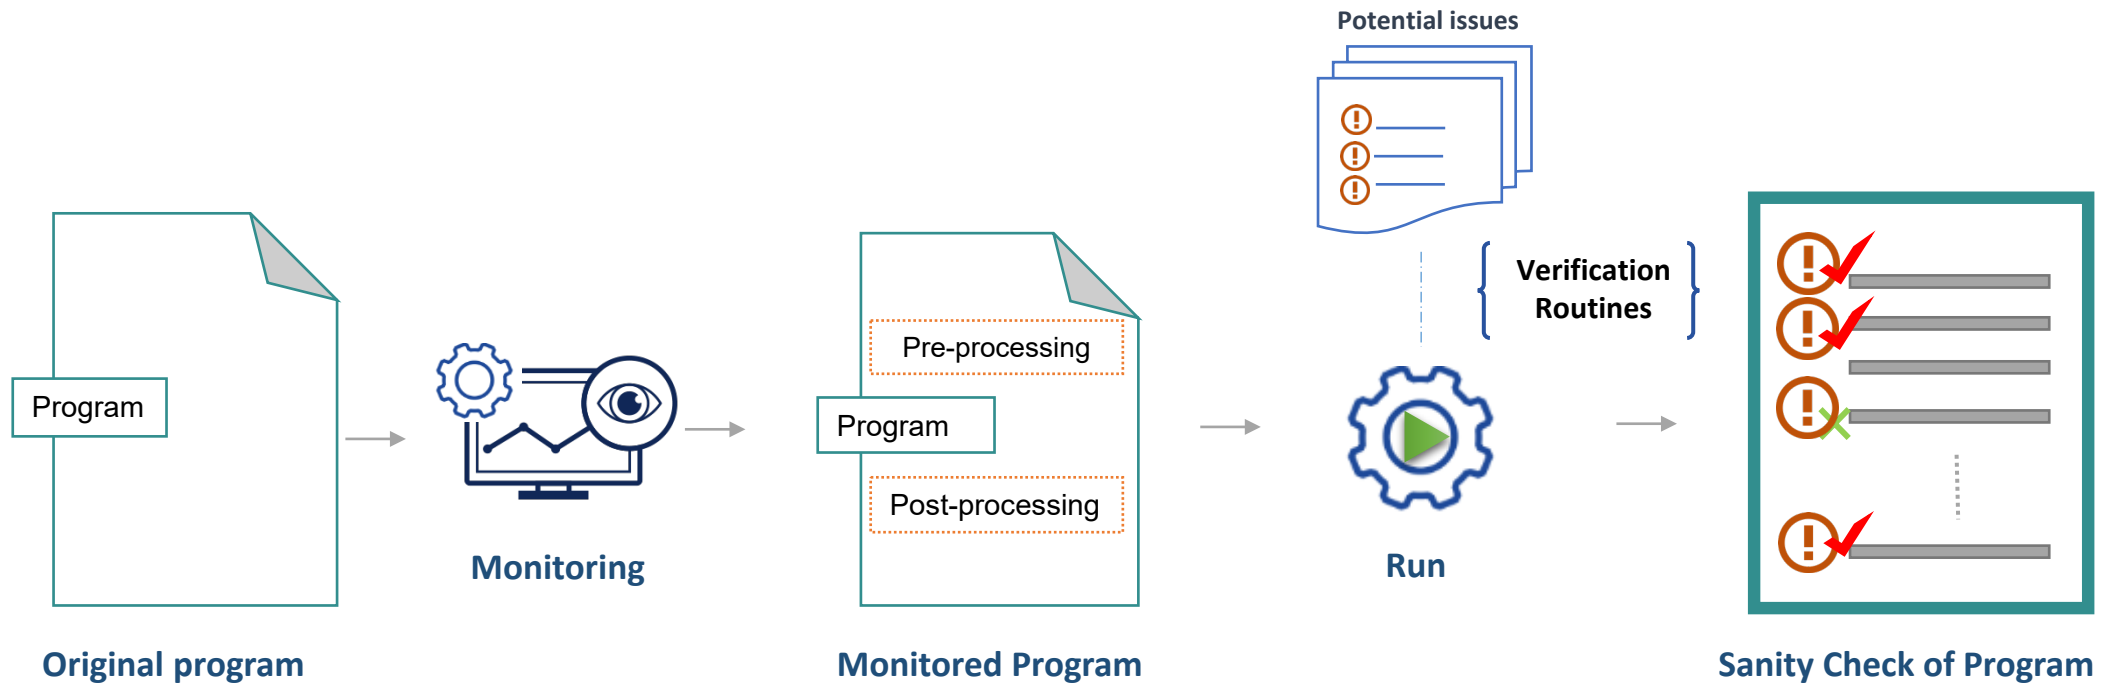 Potential issues
Verification
Routines
Program
Pre-processing
Program
Post-processing
Monitoring
Run
Original program
Monitored Program
Sanity Check of Program